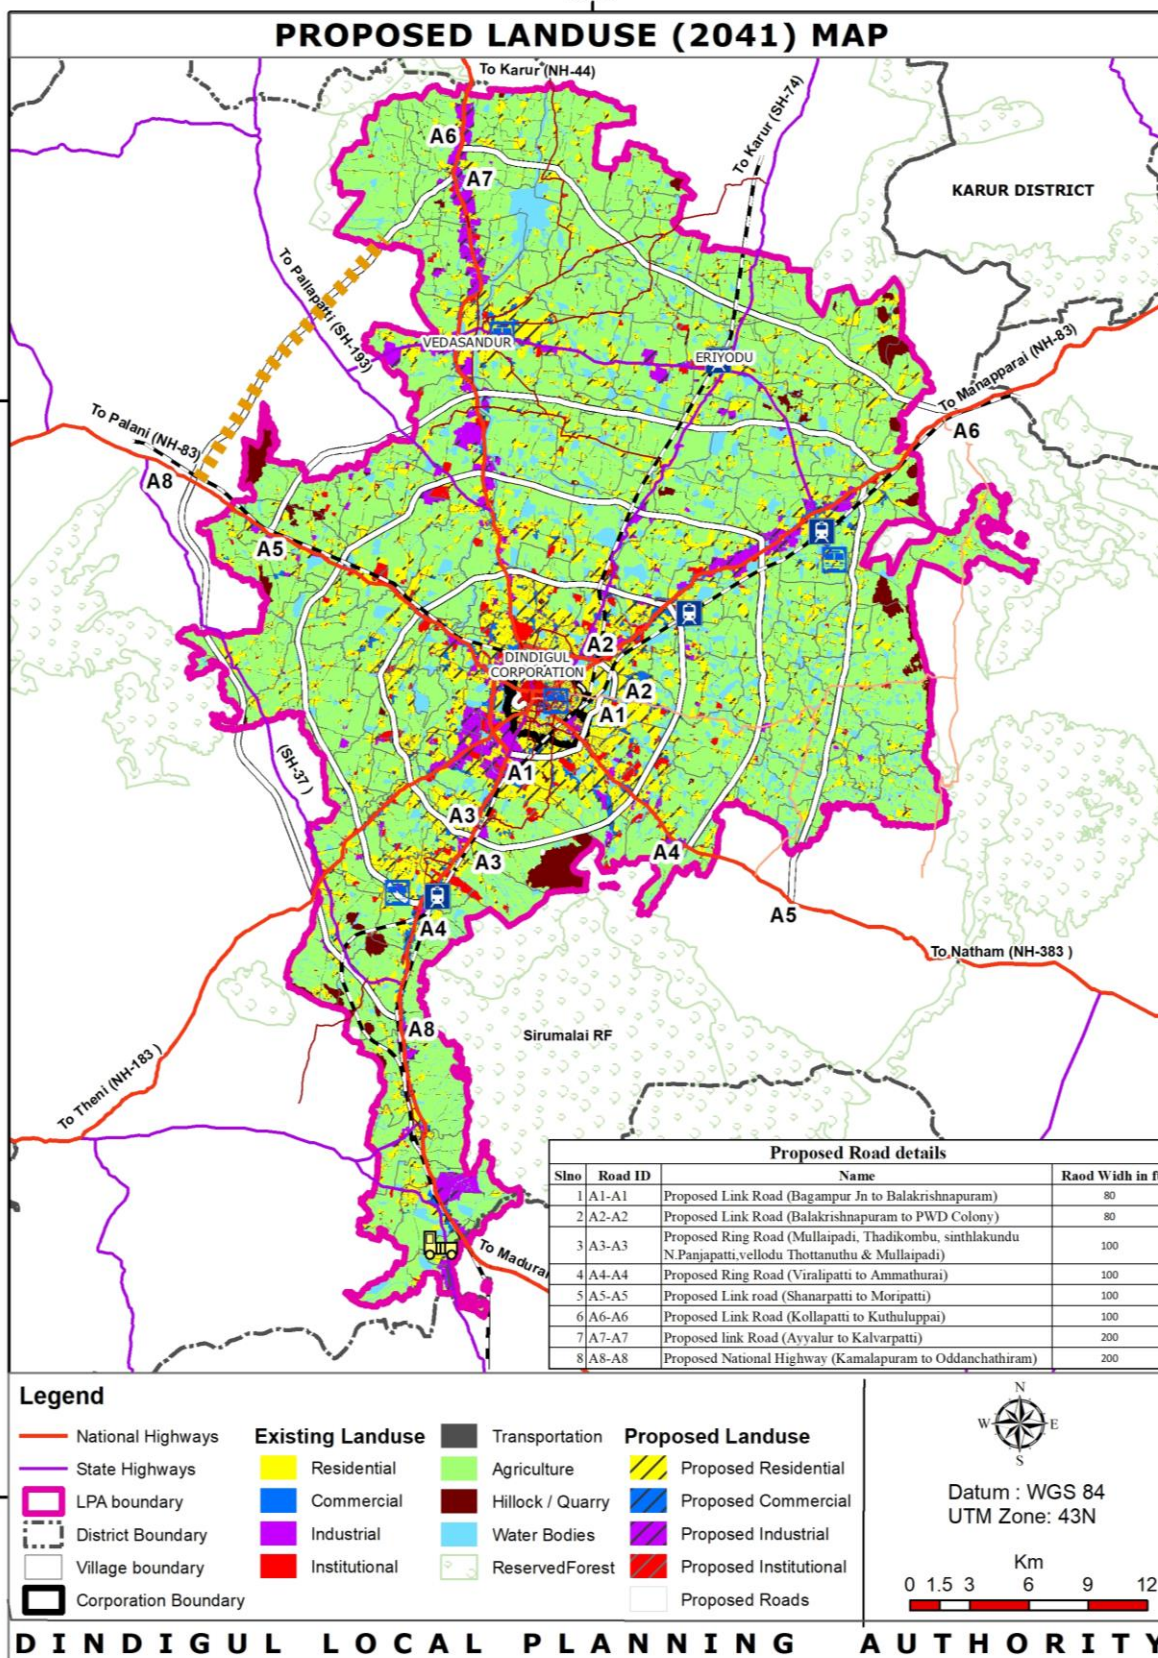 PROPOSED LANDUSE (2041) MAP
To Karur (NH-44)
To Karur (SH-74)
A6
A7
KARUR DISTRICT
To Pallapatti (SH-193)
VEDASANDUR
ERIYODU
To Manapparai (NH-83)
A6
To Palani (NH-83)
A8
A5
A2
DINDIGUL
CORPORATION
A2
A1
(SH-37 )
A1
A3
A3
A4
A5
A4
To Natham (NH-383 )
A8
Sirumalai RF
To Theni (NH-183 )
To Madurai
Proposed Road details
Slno Road ID Name Raod Widh in ft
1 A1-A1 Proposed Link Road (Bagampur Jn to Balakrishnapuram) 80
2 A2-A2 Proposed Link Road (Balakrishnapuram to PWD Colony) 80
3 A3-A3 Proposed Ring Road (Mullaipadi, Thadikombu, sinthlakundu
N.Panjapatti,vellodu Thottanuthu & Mullaipadi) 100
4 A4-A4 Proposed Ring Road (Viralipatti to Ammathurai) 100
5 A5-A5 Proposed Link road (Shanarpatti to Moripatti) 100
6 A6-A6 Proposed Link Road (Kollapatti to Kuthuluppai) 100
7 A7-A7 Proposed link Road (Ayyalur to Kalvarpatti) 200
8 A8-A8 Proposed National Highway (Kamalapuram to Oddanchathiram) 200
Legend
National Highways
State Highways
LPA boundary
District Boundary
Village boundary
Corporation Boundary
Existing Landuse
Residential
Commercial
Industrial
Institutional
Transportation
Agriculture
Hillock / Quarry
Water Bodies
ReservedForest
Proposed Landuse
Proposed Residential
Proposed Commercial
Proposed Industrial
Proposed Institutional
Proposed Roads
N
W E
S
Datum : WGS 84
UTM Zone: 43N
Km
0 1.5 3 6 9 12
DINDIGUL LOCAL PLANNING AUTHORITY